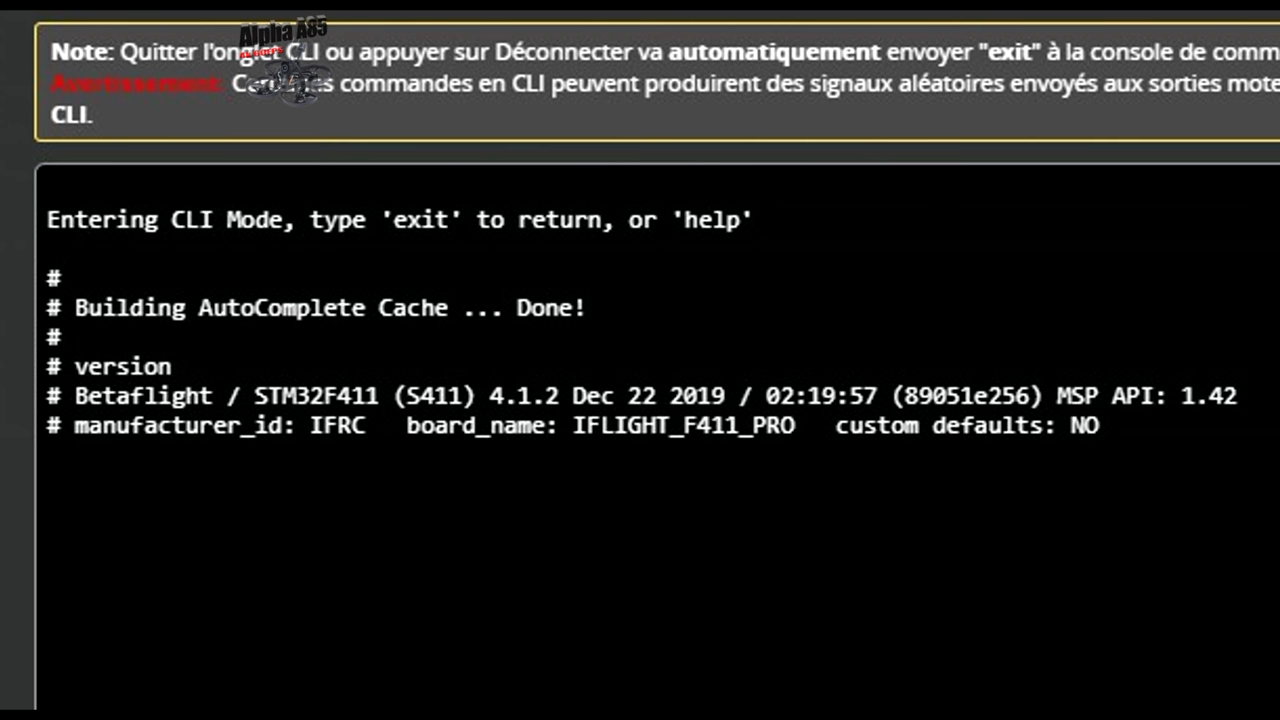 Alpha A85
Note: Quitter l'onglet CLI ou appuyer sur Déconnecter va automatiquement envoyer "exit" à la console de comm
Avertissement: Ca commandes en CLI peuvent produirent des signaux aléatoires envoyés aux sorties mote
CLI.
Entering CLI Mode, type 'exit' to return, or 'help'
#
# Building AutoComplete Cache ... Done!
#
# version
# Betaflight / STM32F411 (S411) 4.1.2 Dec 22 2019 / 02:19:57 (89051e256) MSP API: 1.42
# manufacturer_id: IFRC board_name: IFLIGHT_F411_PRO custom defaults: NO